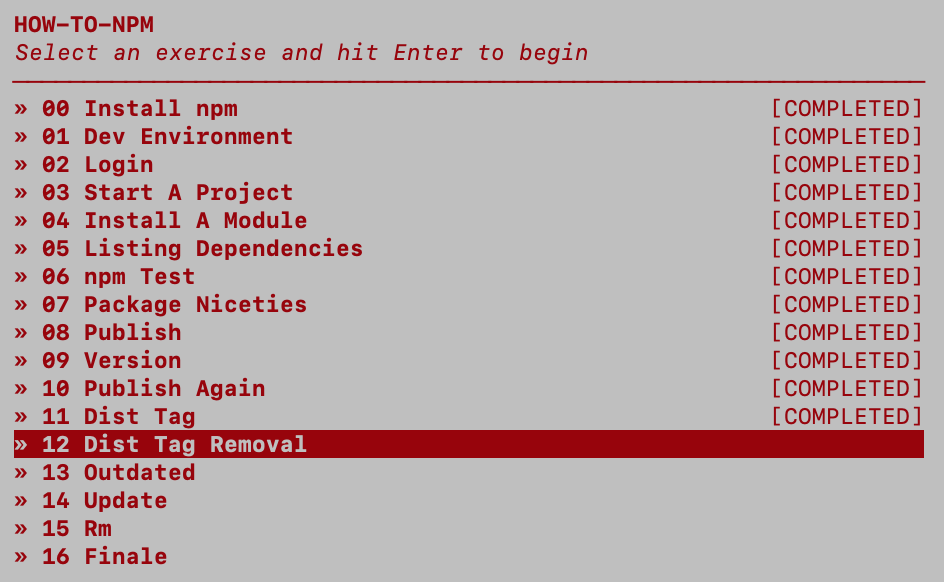 HOW-TO-NPM
Select an exercise and hit Enter to begin
» 00 Install npm [COMPLETED]
» 01 Dev Environment [COMPLETED]
» 02 Login [COMPLETED]
» 03 Start A Project [COMPLETED]
» 04 Install A Module [COMPLETED]
» 05 Listing Dependencies [COMPLETED]
» 06 npm Test [COMPLETED]
» 07 Package Niceties [COMPLETED]
» 08 Publish [COMPLETED]
» 09 Version [COMPLETED]
» 10 Publish Again [COMPLETED]
» 11 Dist Tag [COMPLETED]
» 12 Dist Tag Removal
» 13 Outdated
» 14 Update
» 15 Rm
» 16 Finale